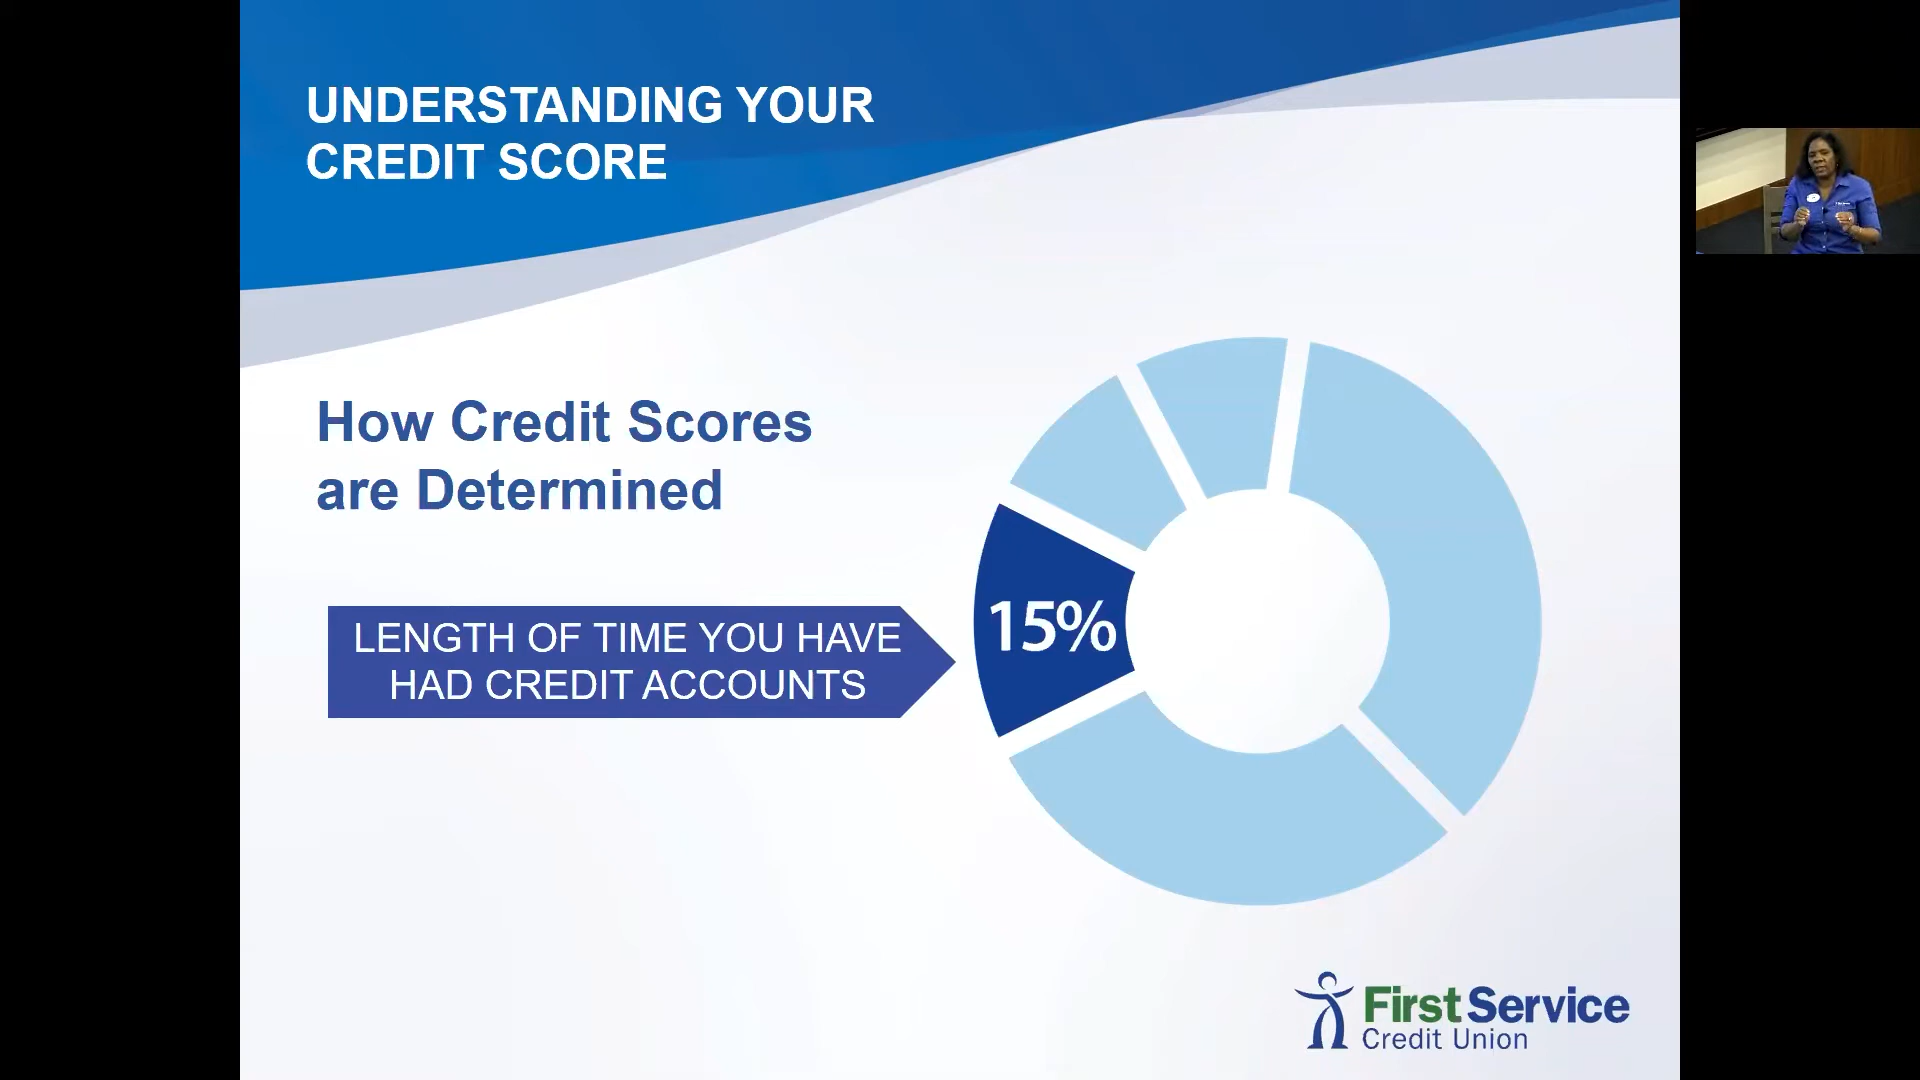 UNDERSTANDING YOUR
CREDIT SCORE
How Credit Scores
are Determined
LENGTH OF TIME YOU HAVE
HAD CREDIT ACCOUNTS
15%
First Service
Credit Union